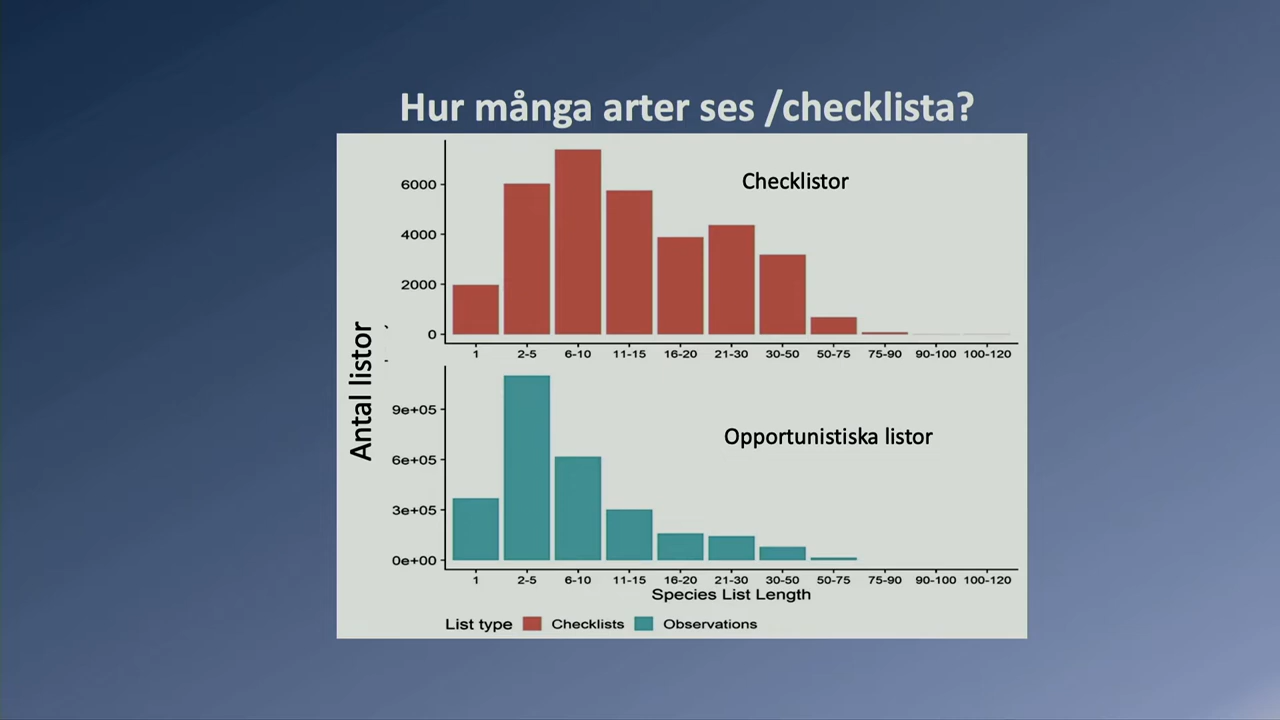 Hur många arter ses /checklista?
Checklistor
6000
4000
2000
0
1 2-5 6-10 11-15 16-20 21-30 30-50 50-75 75-90 90-100 100-120
Antal listor
Opportunistiska listor
9e+05
6e+05
3e+05
0e+00
1 2-5 6-10 11-15 16-20 21-30 30-50 50-75 75-90 90-100 100-120
Species List Length
List type Checklists Observations